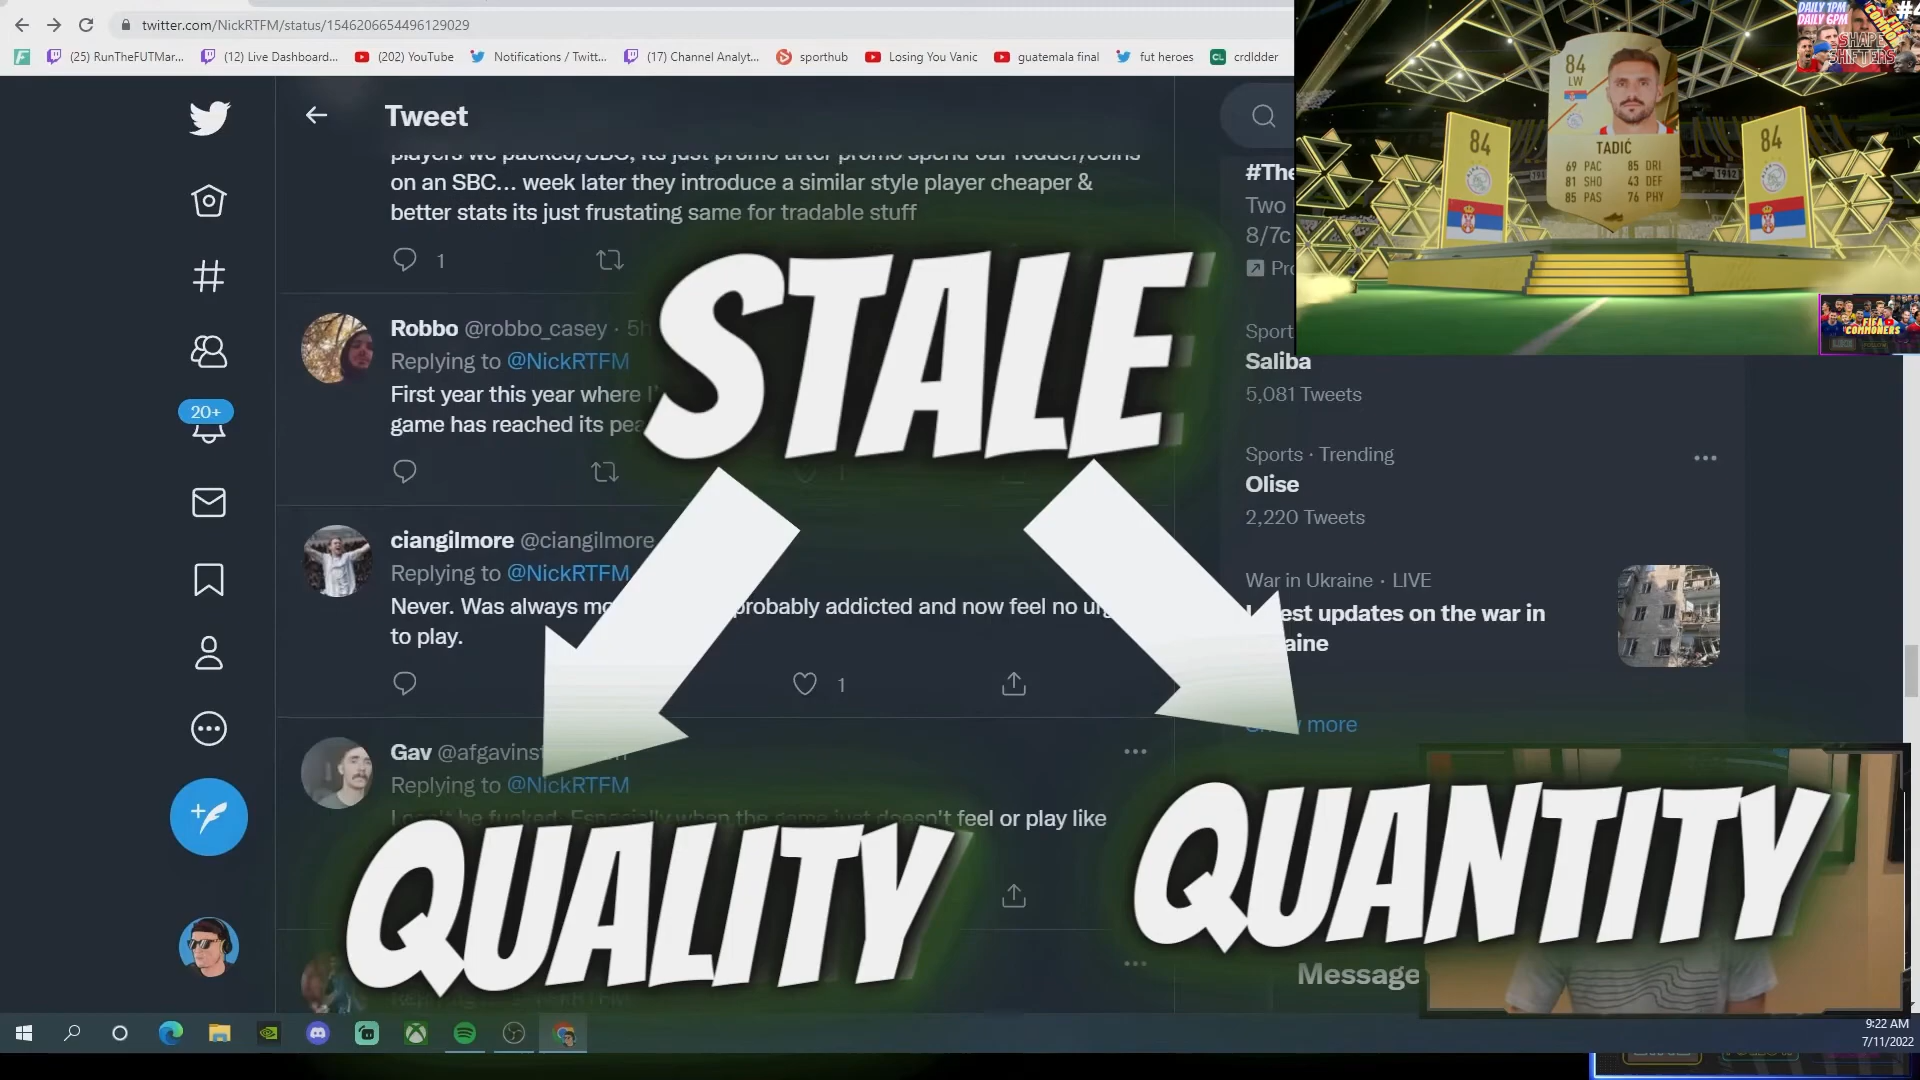 twitter.com/NickRTFM/status/1546206654496129029
(25) RunTheFUTMar...
(12) Live Dashboard...
(202) YouTube
Notifications / Twitt...
(17) Channel Analyt...
sporthub
Losing You Vanic
guatemala final
fut heroes
crdldder
Tweet
players we packed/SBC, its just promo after promo spend our fodder/coins
on an SBC... week later they introduce a similar style player cheaper &
better stats its just frustating same for tradable stuff
1
Robbo @robbo_casey · 5h
Replying to @NickRTFM
First year this year where I'
game has reached its pea
1
ciangilmore @ciangilmore
Replying to @NickRTFM
Never. Was always mo
probably addicted and now feel no
to play.
1
Gav
Replying to @NickRTFM
be fucked. Especially when the game just doesn't feel or play like
20+
STALE
QUALITY
QUANTITY
#The
Two
8/7c
Sport
Saliba
5,081 Tweets
Sports · Trending
Olise
2,220 Tweets
War in Ukraine · LIVE
updates on the war in
more
Message
84
LW
TADIĆ
69 PAC 85 DRI
81 SHO 43 DEF
85 PAS 76 PHY
84
84
DAILY 1PM
DAILY 6PM
SHAPE
SHIFTERS
FIFA
COMMONERS
9:22 AM
7/11/2022